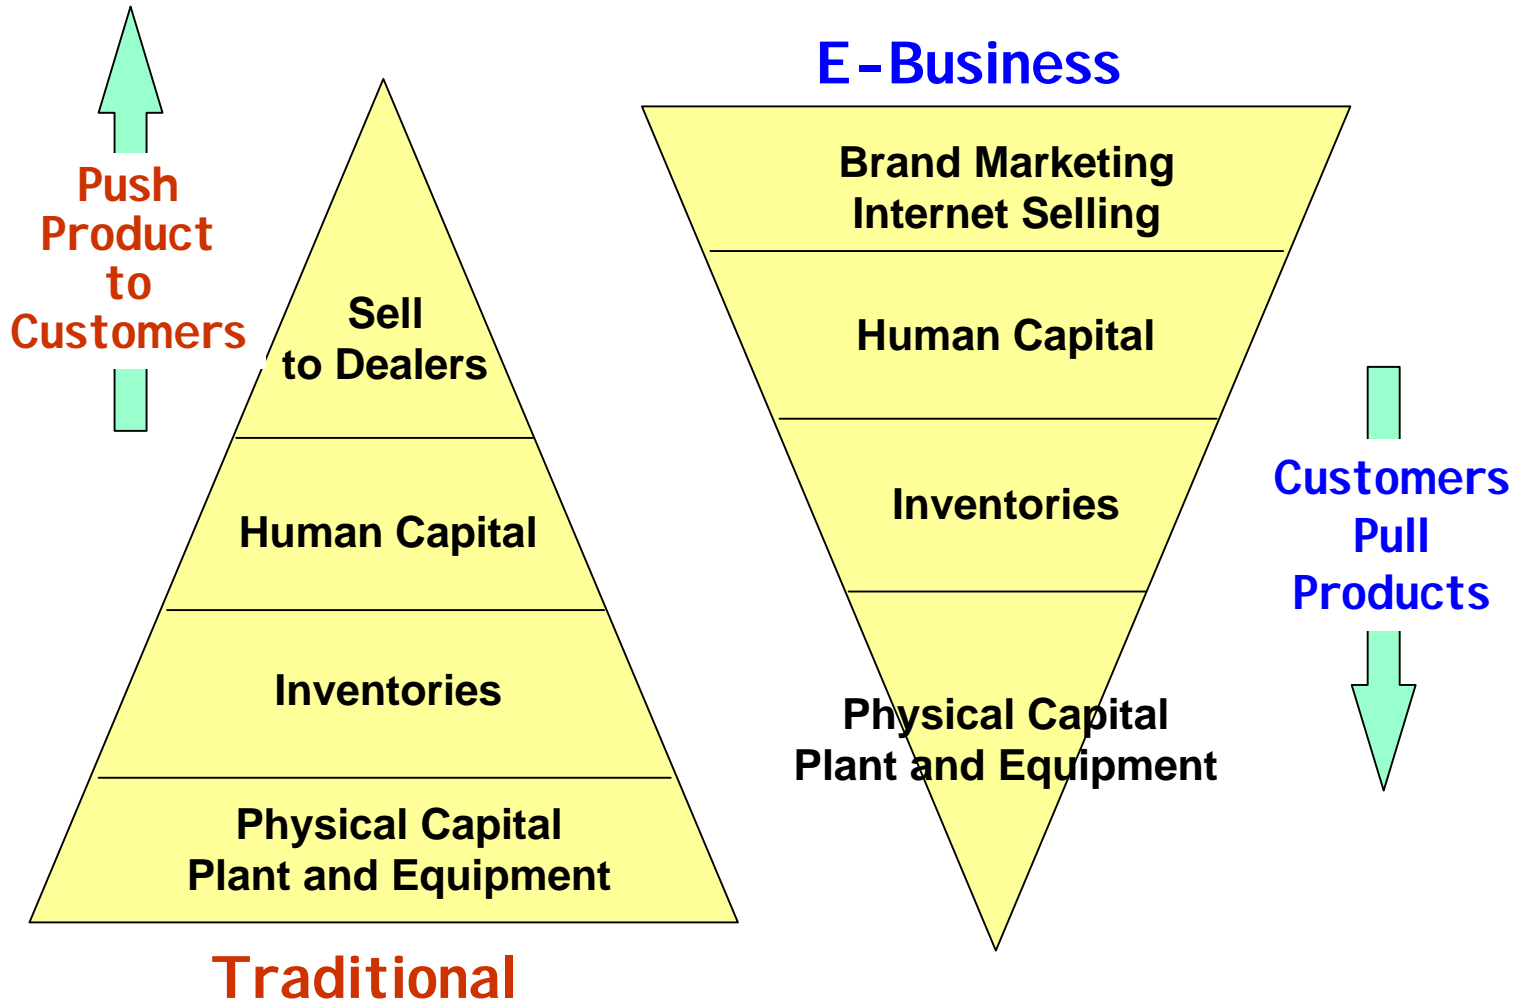 Push
Product
to
Customers
Sell
to Dealers
Human Capital
Inventories
Physical Capital
Plant and Equipment
Traditional
E-Business
Brand Marketing
Internet Selling
Human Capital
Inventories
Physical Capital
Plant and Equipment
Customers
Pull
Products